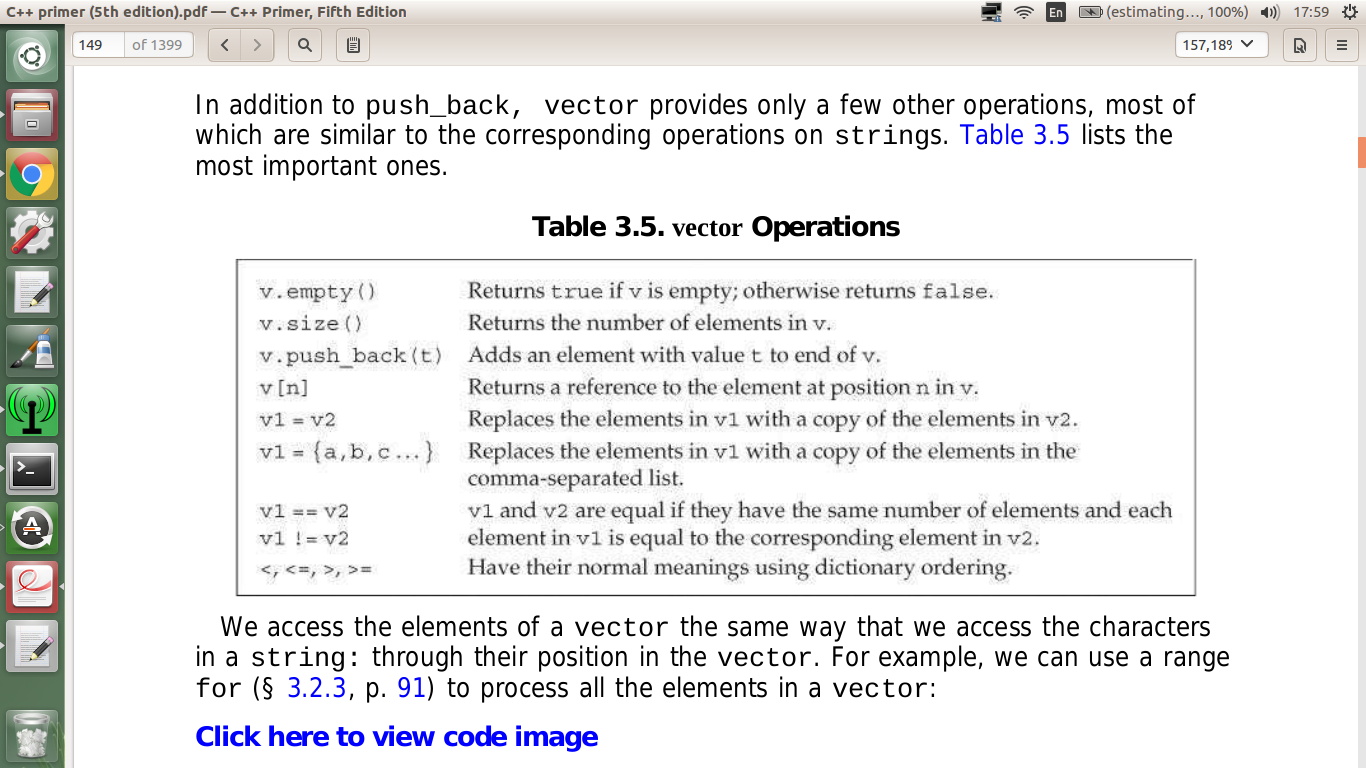 C++ primer (5th edition).pdf — C++ Primer, Fifth Edition
En
(estimating..., 100%)
17:59
149
of 1399
157,18%
In addition to push_back, vector provides only a few other operations, most of
which are similar to the corresponding operations on strings. Table 3.5 lists the
most important ones.
Table 3.5. vector Operations
v.empty() Returns true if v is empty; otherwise returns false.
v.size() Returns the number of elements in v.
v.push_back(t) Adds an element with value t to end of v.
v[n] Returns a reference to the element at position n in v.
v1 = v2 Replaces the elements in v1 with a copy of the elements in v2.
v1 = {a,b,c ...} Replaces the elements in v1 with a copy of the elements in the
comma-separated list.
v1 == v2 v1 and v2 are equal if they have the same number of elements and each
v1 != v2 element in v1 is equal to the corresponding element in v2.
<, <=, >, >= Have their normal meanings using dictionary ordering.
We access the elements of a vector the same way that we access the characters
in a string: through their position in the vector. For example, we can use a range
for (§ 3.2.3, p. 91) to process all the elements in a vector:
Click here to view code image